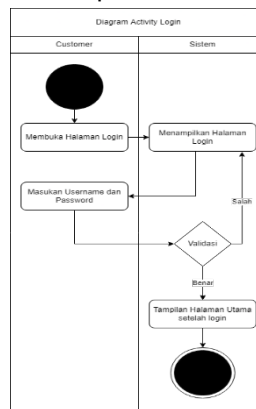 Diagram Activity Login
Customer
Sistem
Membuka Halaman Login
Menampilkan Halaman
Login
Masukan Username dan
Password
Salah
Validasi
Benar
Tampilan Halaman Utama
setelah login